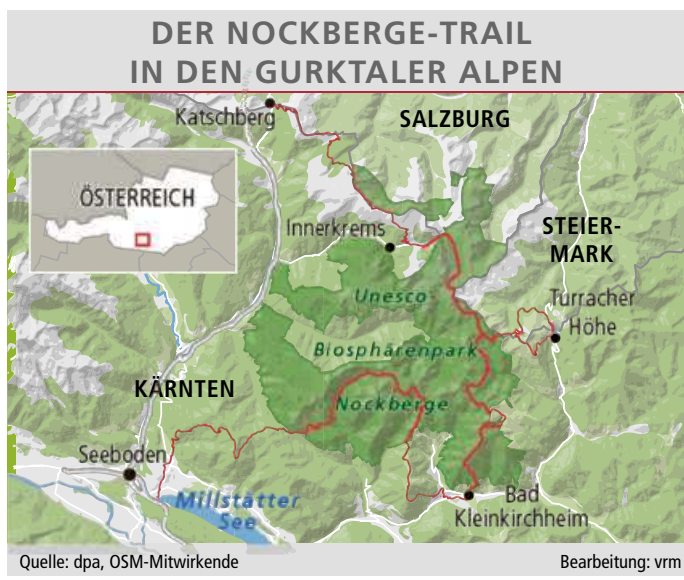 DER NOCKBERGE-TRAIL
IN DEN GURKTALER ALPEN
Katschberg
SALZBURG
ÖSTERREICH
Innerkrems
STEIER-
MARK
Unesco
Turracher
Höhe
Biosphärenpark
KÄRNTEN
Nockberge
Seeboden
Millstätter
See
Bad
Kleinkirchheim
Quelle: dpa, OSM-Mitwirkende
Bearbeitung: vrm